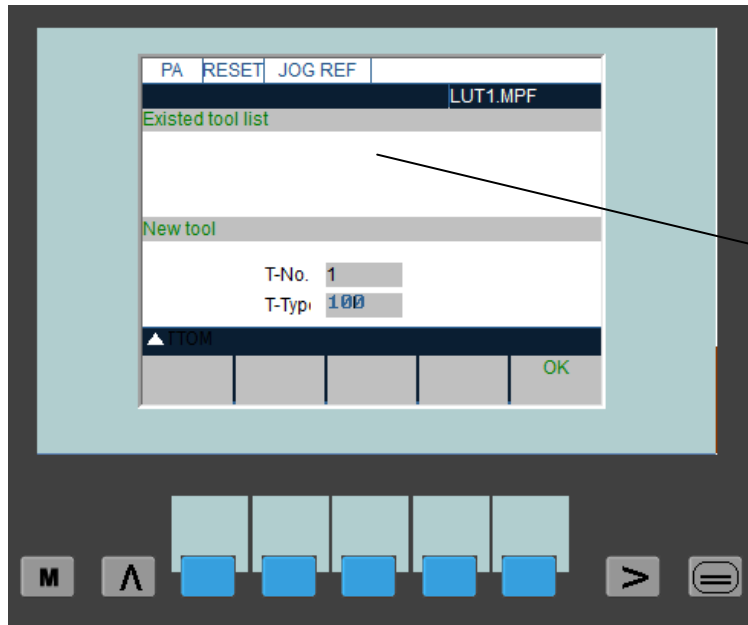 PA RESET JOG REF
LUT1.MPF
Existed tool list
New tool
T-No. 1
T-Typ 100
TTOM
OK
M Λ > =